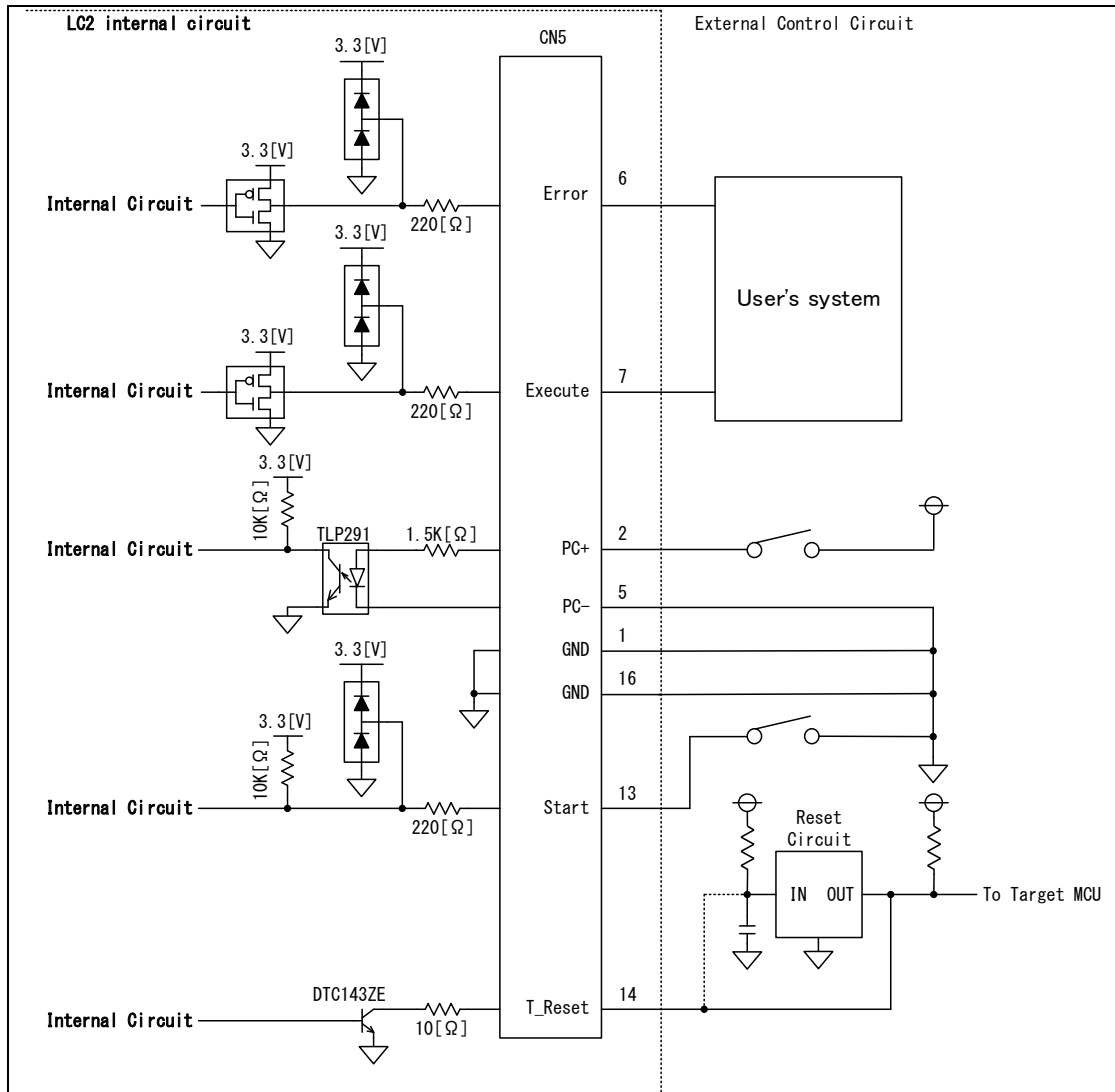 LC2 internal circuit
External Control Circuit
CN5
3.3[V]
3.3[V]
Error
6
Internal Circuit
220[Ω]
3.3[V]
User's system
3.3[V]
Execute
7
Internal Circuit
220[Ω]
3.3[V]
10K[Ω]
TLP291
1.5K[Ω]
PC+
2
Internal Circuit
PC-
5
GND
1
GND
16
3.3[V]
3.3[V]
10K[Ω]
Start
13
Internal Circuit
220[Ω]
Reset
Circuit
IN OUT
To Target MCU
DTC143ZE
T_Reset
14
Internal Circuit
10[Ω]